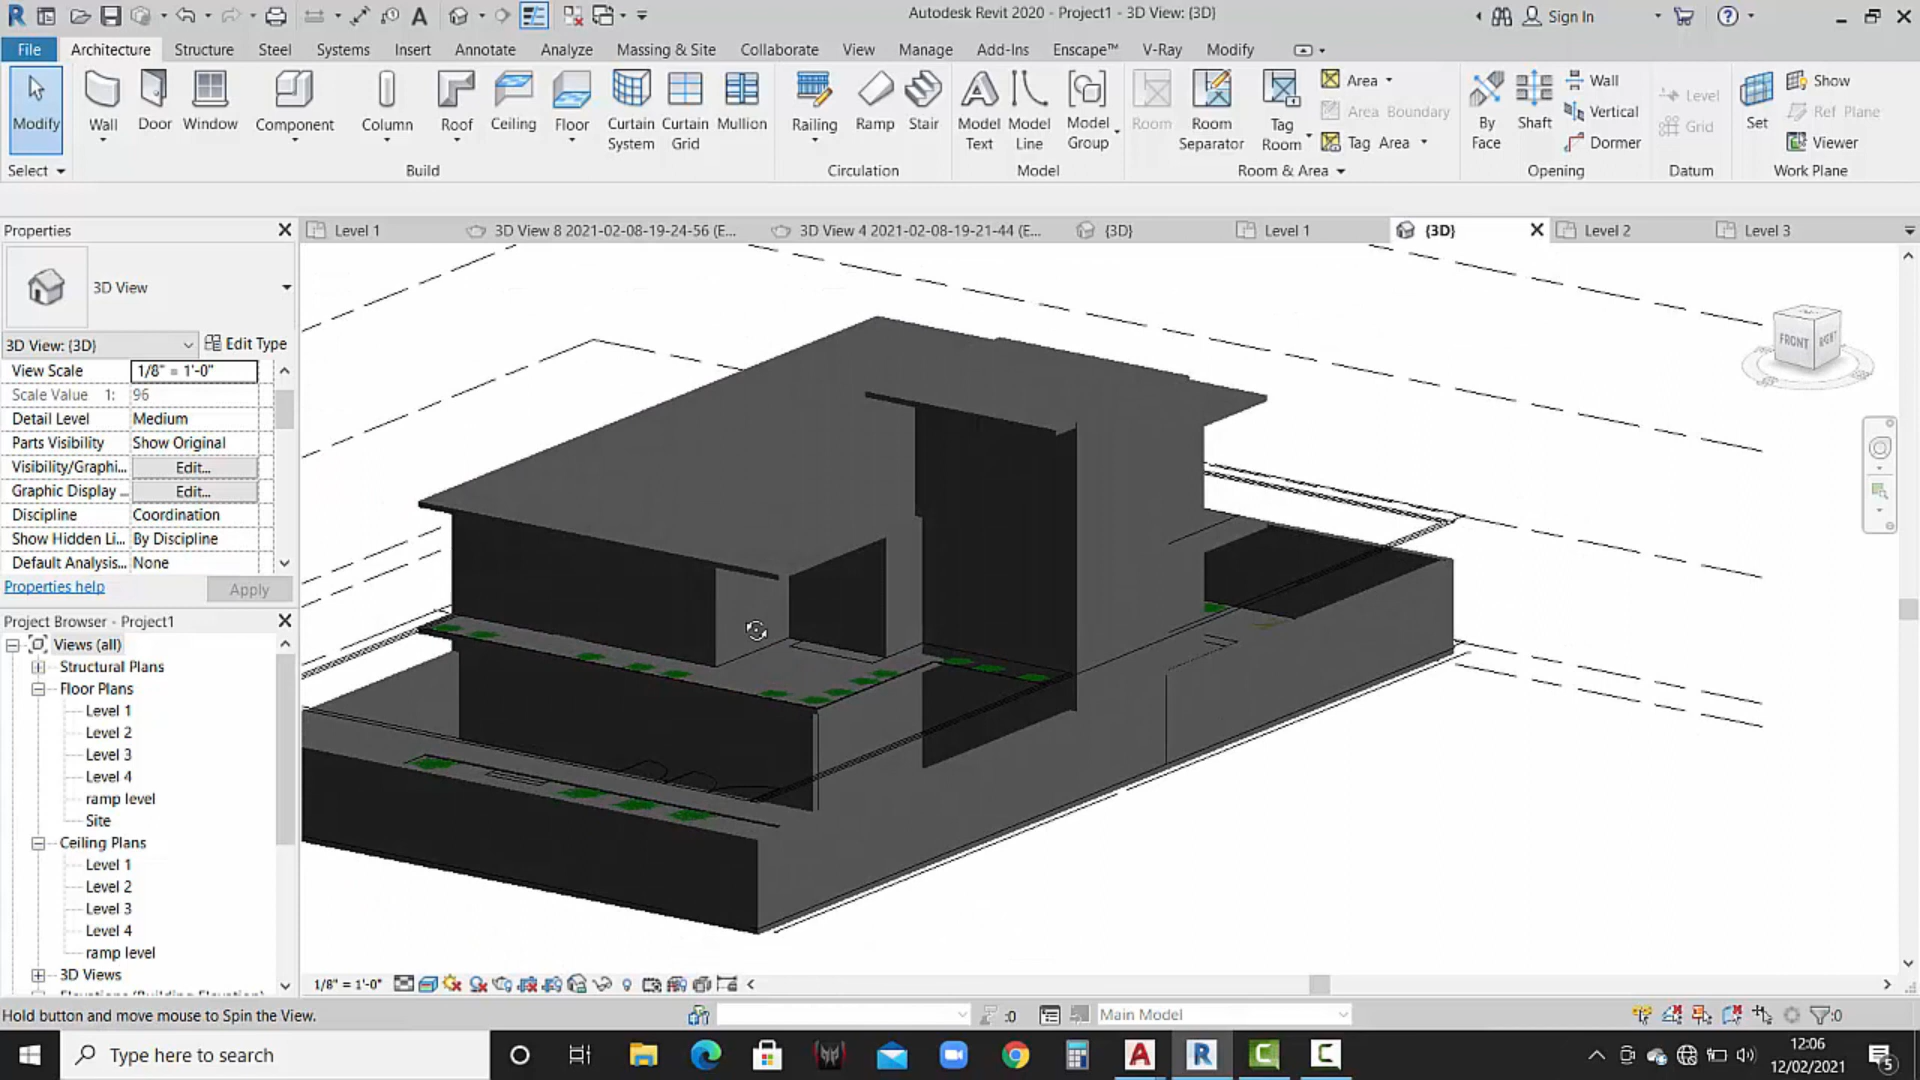 Autodesk Revit 2020 - Project1 - 3D View: {3D}
Sign In
File Architecture Structure Steel Systems Insert Annotate Analyze Massing & Site Collaborate View Manage Add-Ins Enscape™ V-Ray Modify
Modify
Wall
Door
Window
Component
Column
Roof
Ceiling
Floor
Curtain System
Curtain Grid
Mullion
Railing
Ramp
Stair
Model Text
Model Line
Model Group
Room
Room Separator
Tag Room
Area
Area Boundary
Tag Area
By Face
Shaft
Wall
Vertical
Dormer
Level
Grid
Set
Show
Ref Plane
Viewer
Select
Build
Circulation
Model
Room & Area
Opening
Datum
Work Plane
Properties
Level 1
3D View 8 2021-02-08-19-24-56 (E...
3D View 4 2021-02-08-19-21-44 (E...
{3D}
Level 1
{3D}
Level 2
Level 3
3D View
3D View: {3D}
Edit Type
View Scale 1/8" = 1'-0"
Scale Value 1: 96
Detail Level Medium
Parts Visibility Show Original
Visibility/Graphi... Edit...
Graphic Display ... Edit...
Discipline Coordination
Show Hidden Li... By Discipline
Default Analysis... None
Properties help
Apply
Project Browser - Project1
Views (all)
Structural Plans
Floor Plans
Level 1
Level 2
Level 3
Level 4
ramp level
Site
Ceiling Plans
Level 1
Level 2
Level 3
Level 4
ramp level
3D Views
Elevations (Building Elevation)
FRONT
RIGHT
1/8" = 1'-0"
Hold button and move mouse to Spin the View.
:0
Main Model
:0
Type here to search
12:06
12/02/2021
5